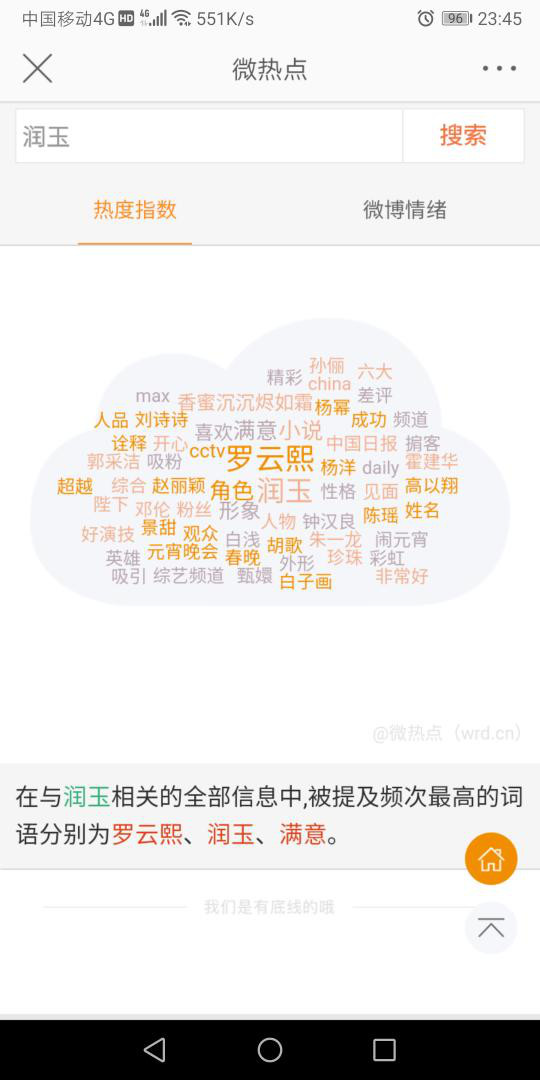 中国移动4G HD 4G 551K/s 96 23:45
微热点
润玉 搜索
热度指数 微博情绪
孙俪
精彩 china 六大
max 香蜜沉沉烬如霜 杨幂 差评
人品 刘诗诗 喜欢 满意 小说 成功 频道
诠释 开心 cctv 罗云熙 中国日报 掮客
郭采洁 吸粉 杨洋 daily 霍建华
超越 综合 赵丽颖 角色 润玉 性格 见面 高以翔
陛下 邓伦 粉丝 形象 人物 钟汉良 陈瑶 姓名
好演技 景甜 观众 白浅 胡歌 朱一龙 闹元宵
英雄 元宵晚会 春晚 外形 珍珠 彩虹
吸引 综艺频道 甄嬛 白子画 非常好
@微热点（wrd.cn）
在与润玉相关的全部信息中,被提及频次最高的词
语分别为罗云熙、润玉、满意。
我们是有底线的哦